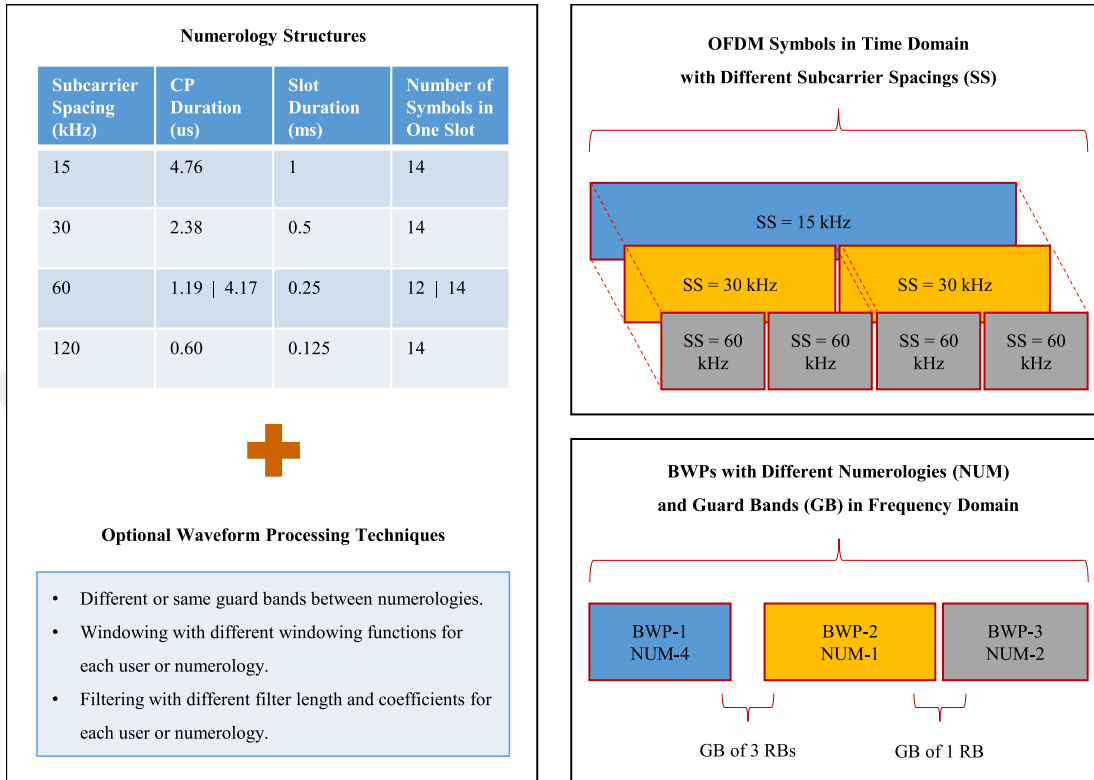 Numerology Structures
Subcarrier Spacing (kHz) | CP Duration (us) | Slot Duration (ms) | Number of Symbols in One Slot
15 | 4.76 | 1 | 14
30 | 2.38 | 0.5 | 14
60 | 1.19 | 4.17 | 0.25 | 12 | 14
120 | 0.60 | 0.125 | 14
Optional Waveform Processing Techniques
• Different or same guard bands between numerologies.
• Windowing with different windowing functions for
each user or numerology.
• Filtering with different filter length and coefficients for
each user or numerology.
OFDM Symbols in Time Domain
with Different Subcarrier Spacings (SS)
SS = 15 kHz
SS = 30 kHz
SS = 30 kHz
SS = 60
kHz
SS = 60
kHz
SS = 60
kHz
SS = 60
kHz
BWPs with Different Numerologies (NUM)
and Guard Bands (GB) in Frequency Domain
BWP-1
NUM-4
BWP-2
NUM-1
BWP-3
NUM-2
GB of 3 RBs
GB of 1 RB